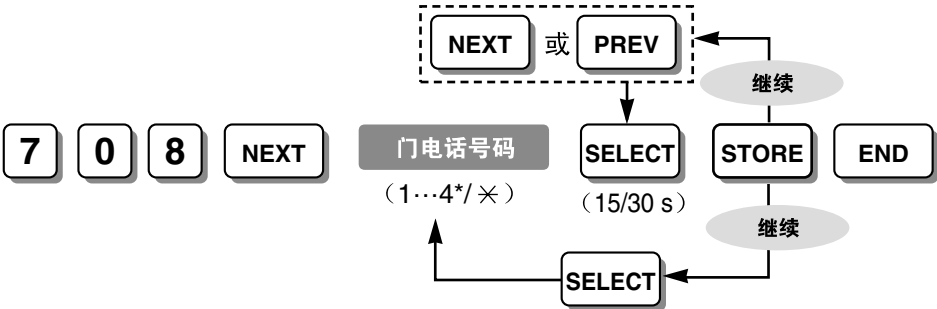 NEXT 或 PREV
继续
7 0 8 NEXT 门电话号码 SELECT STORE END
(1…4*/✳) (15/30 s)
继续
SELECT